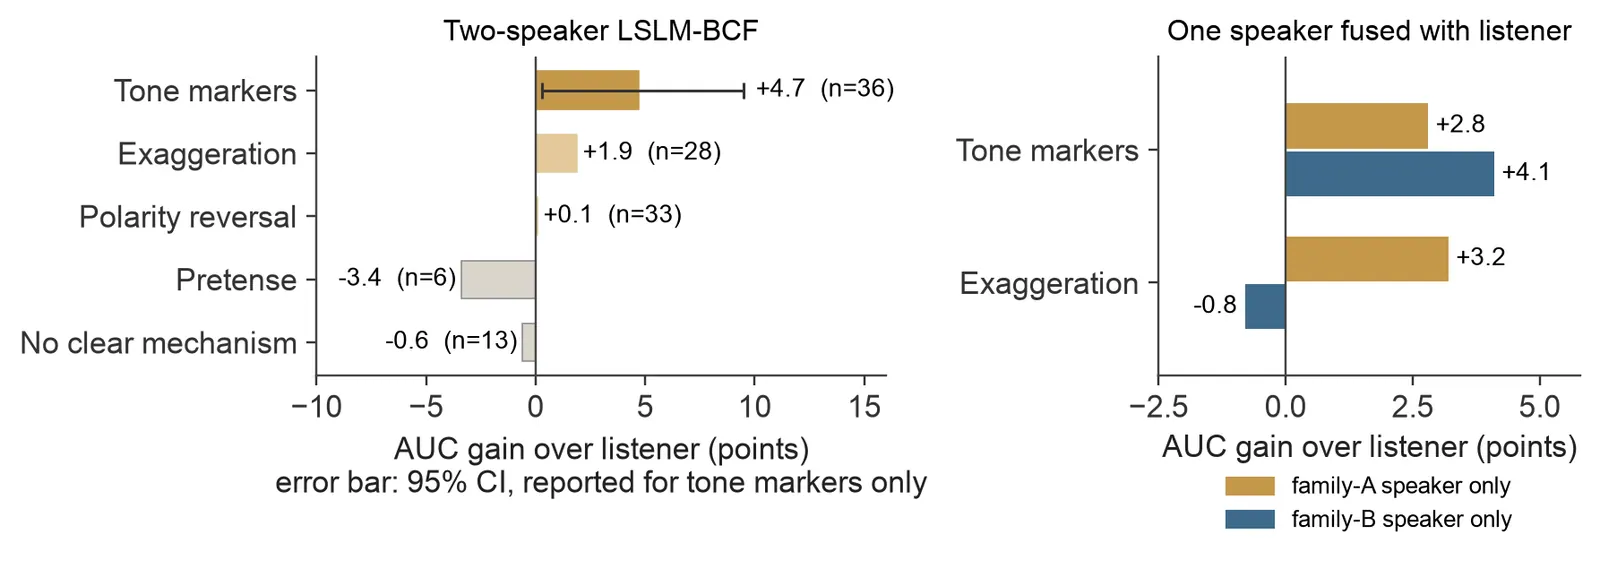 Two-speaker LSLM-BCF
Tone markers
+4.7 (n=36)
Exaggeration
+1.9 (n=28)
Polarity reversal
+0.1 (n=33)
Pretense
-3.4 (n=6)
No clear mechanism
-0.6 (n=13)
−10 −5 0 5 10 15
AUC gain over listener (points)
error bar: 95% CI, reported for tone markers only
One speaker fused with listener
Tone markers
+2.8
+4.1
Exaggeration
+3.2
-0.8
−2.5 0.0 2.5 5.0
AUC gain over listener (points)
family-A speaker only
family-B speaker only